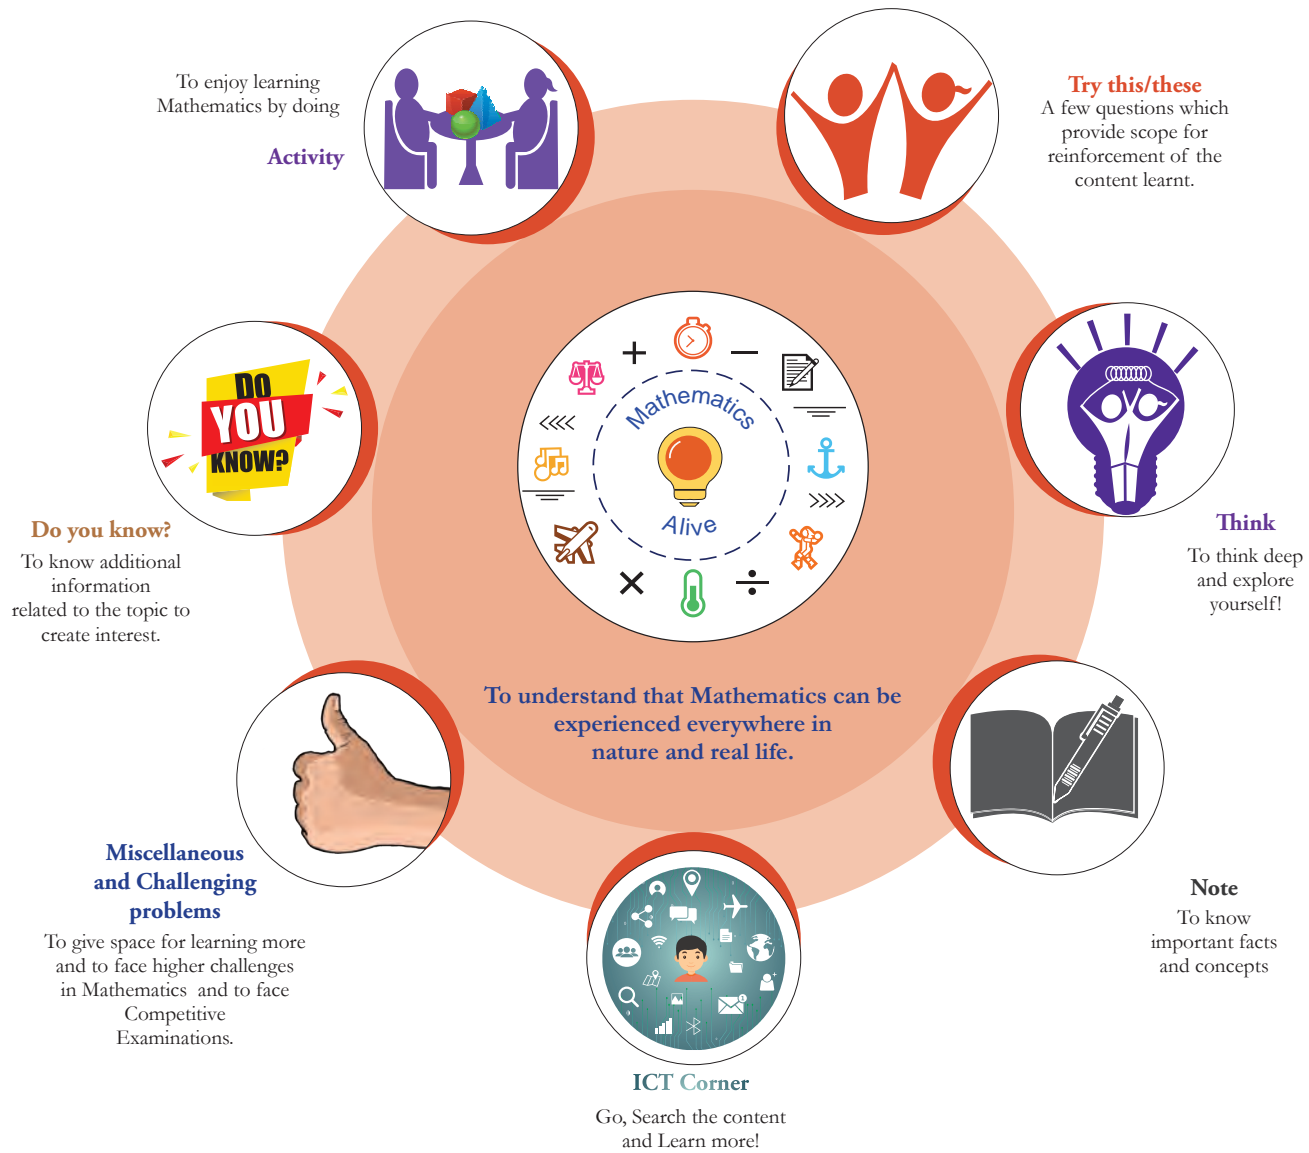 To enjoy learning
Mathematics by doing
Activity
Try this/these
A few questions which
provide scope for
reinforcement of the
content learnt.
DO
YOU
KNOW?
Do you know?
To know additional
information
related to the topic to
create interest.
+
−
Mathematics
Alive
×
÷
Think
To think deep
and explore
yourself!
To understand that Mathematics can be
experienced everywhere in
nature and real life.
Miscellaneous
and Challenging
problems
To give space for learning more
and to face higher challenges
in Mathematics and to face
Competitive
Examinations.
Note
To know
important facts
and concepts
1
ICT Corner
Go, Search the content
and Learn more!